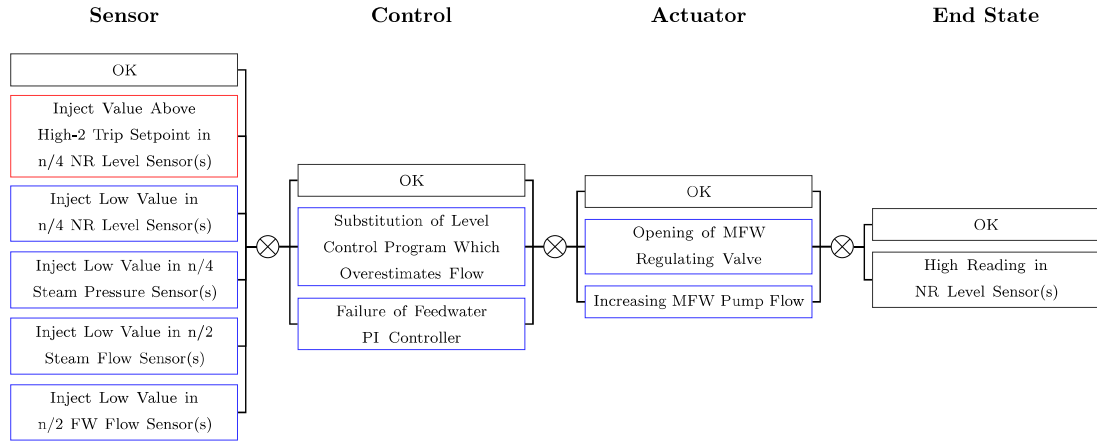 Sensor
Control
Actuator
End State
OK
Inject Value Above
High-2 Trip Setpoint in
n/4 NR Level Sensor(s)
Inject Low Value in
n/4 NR Level Sensor(s)
Inject Low Value in n/4
Steam Pressure Sensor(s)
Inject Low Value in n/2
Steam Flow Sensor(s)
Inject Low Value in
n/2 FW Flow Sensor(s)
OK
Substitution of Level
Control Program Which
Overestimates Flow
Failure of Feedwater
PI Controller
OK
Opening of MFW
Regulating Valve
Increasing MFW Pump Flow
OK
High Reading in
NR Level Sensor(s)